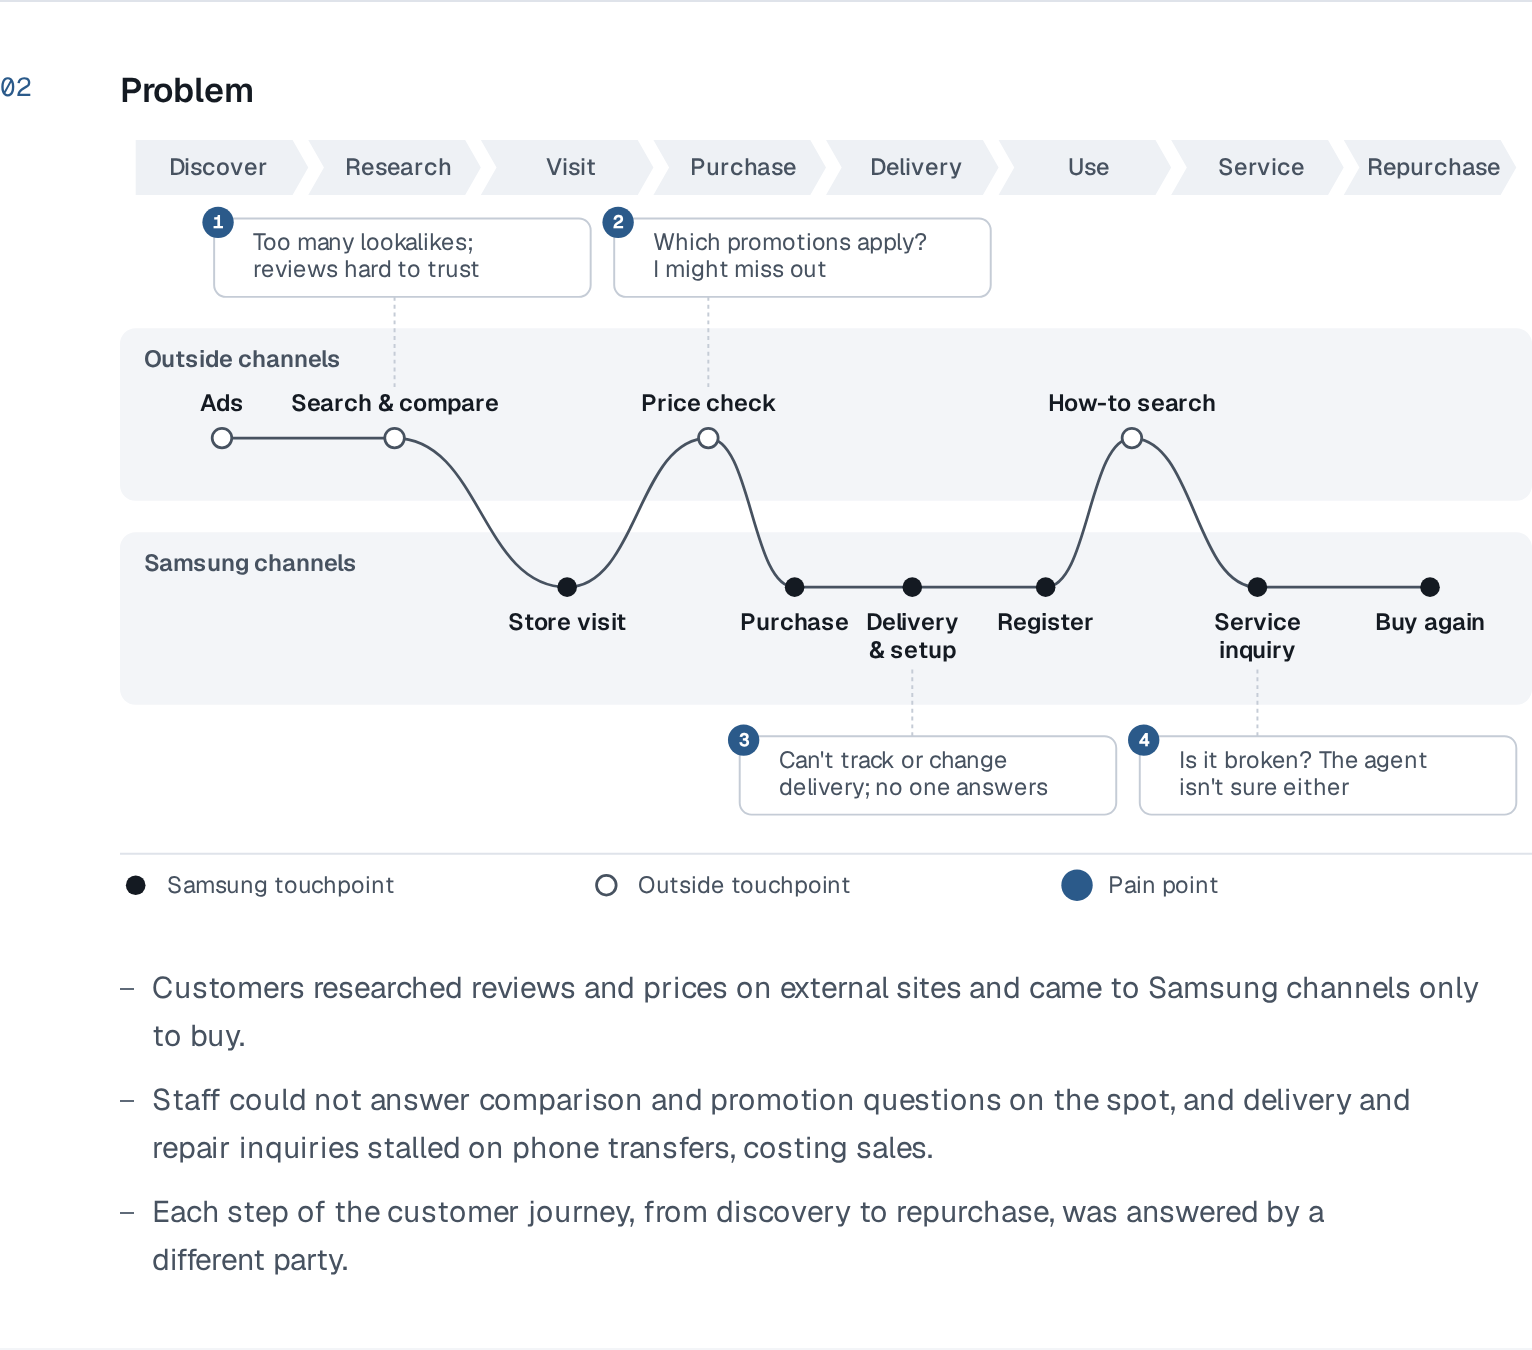 02
Problem
Discover
Research
Visit
Purchase
Delivery
Use
Service
Repurchase
1
Too many lookalikes;
reviews hard to trust
2
Which promotions apply?
I might miss out
Outside channels
Ads
Search & compare
Price check
How-to search
Samsung channels
Store visit
Purchase
Delivery
& setup
Register
Service
inquiry
Buy again
3
Can't track or change
delivery; no one answers
4
Is it broken? The agent
isn't sure either
Samsung touchpoint
Outside touchpoint
Pain point
– Customers researched reviews and prices on external sites and came to Samsung channels only
to buy.
– Staff could not answer comparison and promotion questions on the spot, and delivery and
repair inquiries stalled on phone transfers, costing sales.
– Each step of the customer journey, from discovery to repurchase, was answered by a
different party.